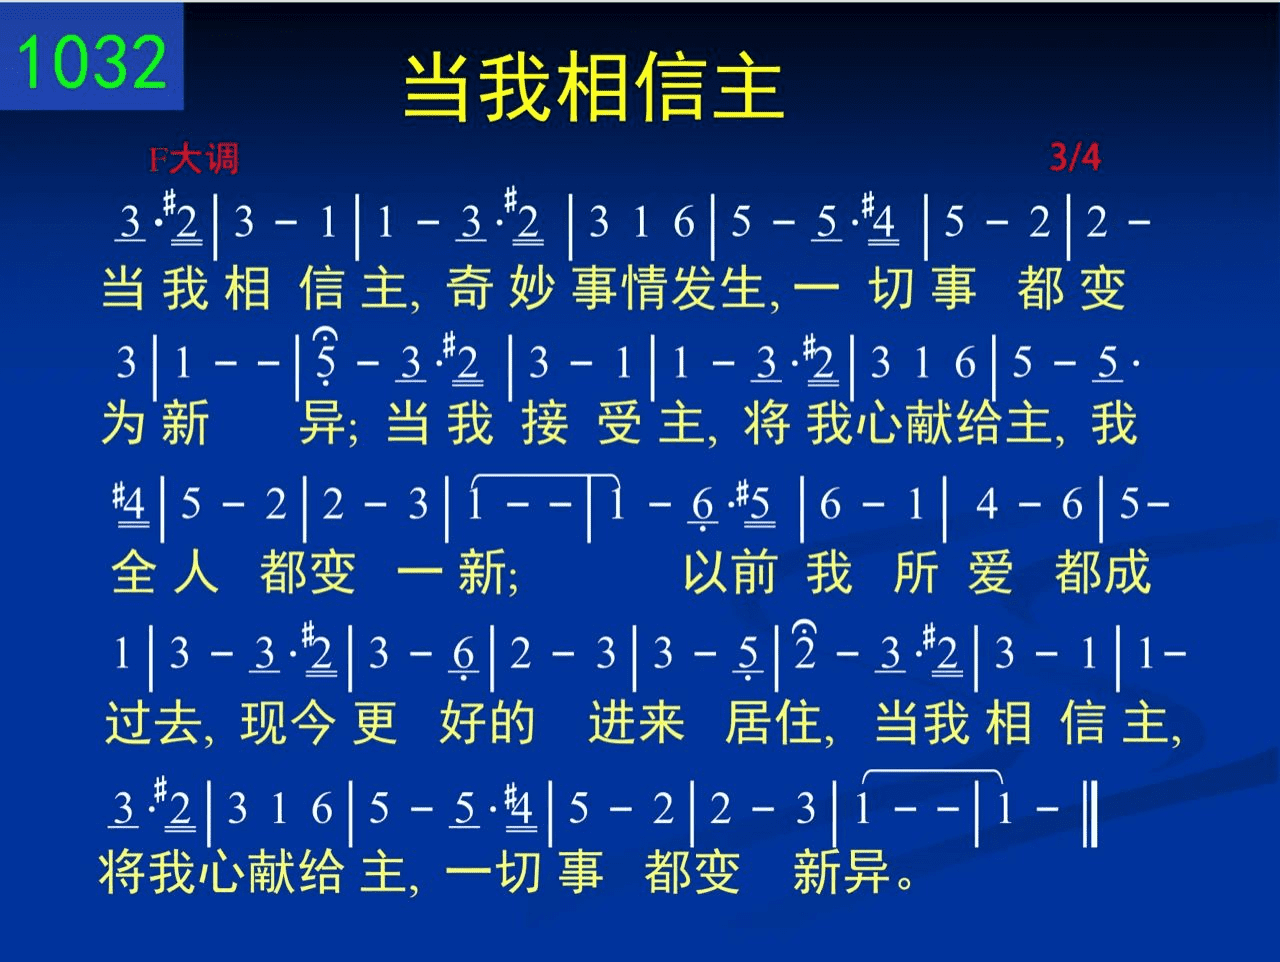 1032
当我相信主
F大调 3/4
3·#2|3 - 1|1 - 3·#2|3 1 6|5 - 5·#4|5 - 2|2 -
当我相信主, 奇妙事情发生, 一切事都变
3|1 - -|5 - 3·#2|3 - 1|1 - 3·#2|3 1 6|5 - 5·
为新异; 当我接受主, 将我心献给主, 我
#4|5 - 2|2 - 3|1 - -|1 - 6·#5|6 - 1|4 - 6|5 -
全人都变一新; 以前我所爱都成
1|3 - 3·#2|3 - 6|2 - 3|3 - 5|2 - 3·#2|3 - 1|1 -
过去, 现今更好的进来居住, 当我相信主,
3·#2|3 1 6|5 - 5·#4|5 - 2|2 - 3|1 - -|1 - ‖
将我心献给主, 一切事都变新异。